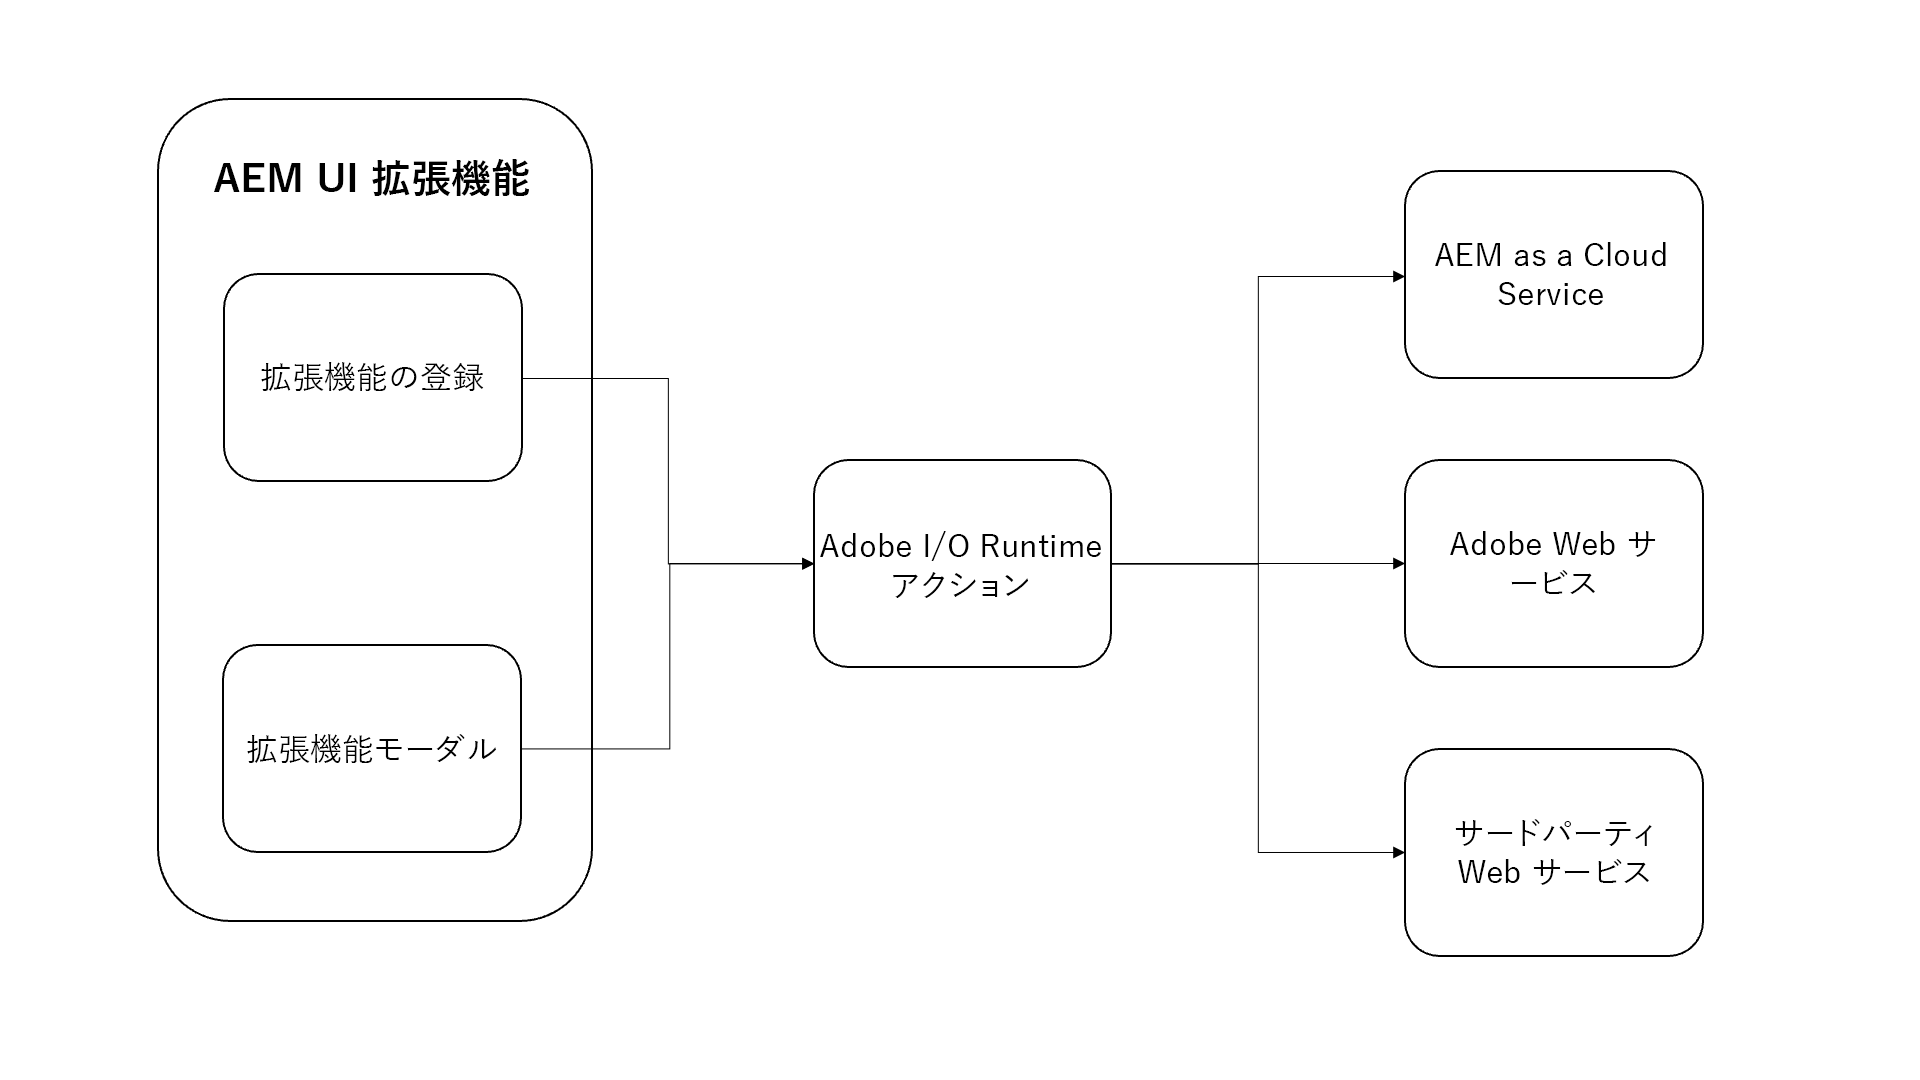 AEM UI 拡張機能
拡張機能の登録
拡張機能モーダル
Adobe I/O Runtime
アクション
AEM as a Cloud
Service
Adobe Web サ
ービス
サードパーティ
Web サービス